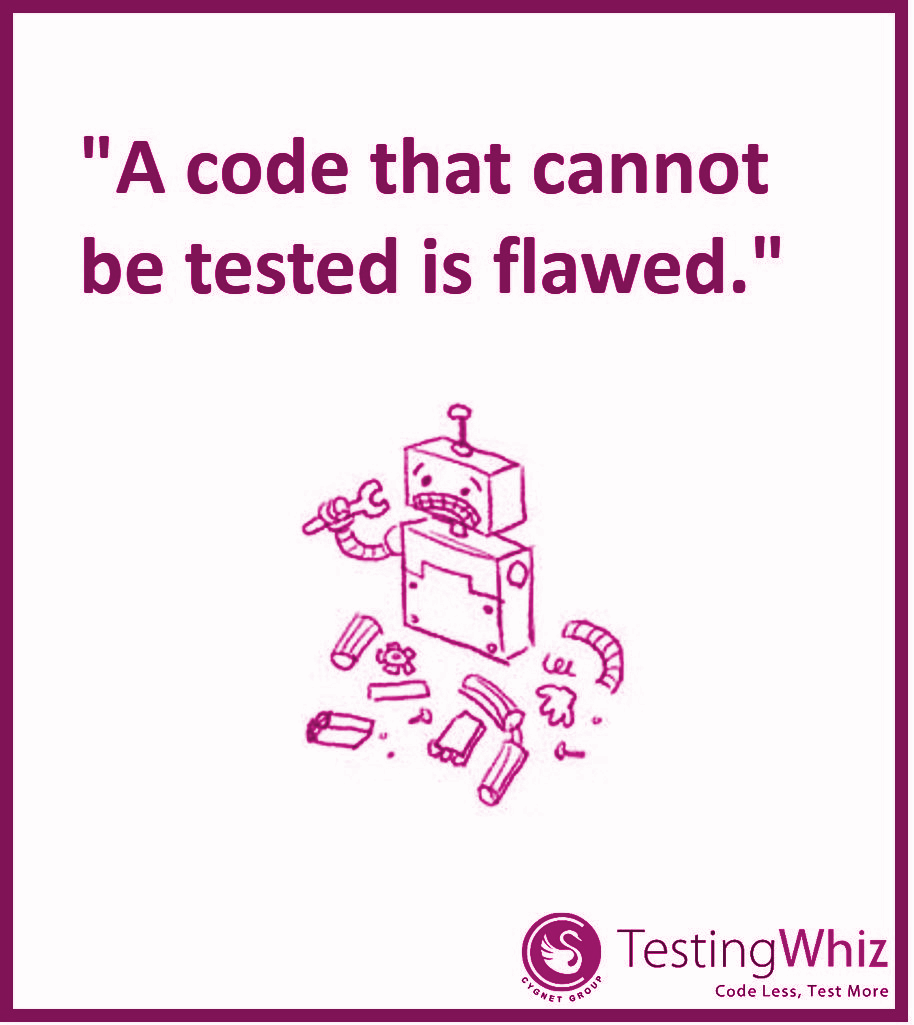 "A code that cannot
be tested is flawed."
CYGNET GROUP
TestingWhiz
Code Less, Test More